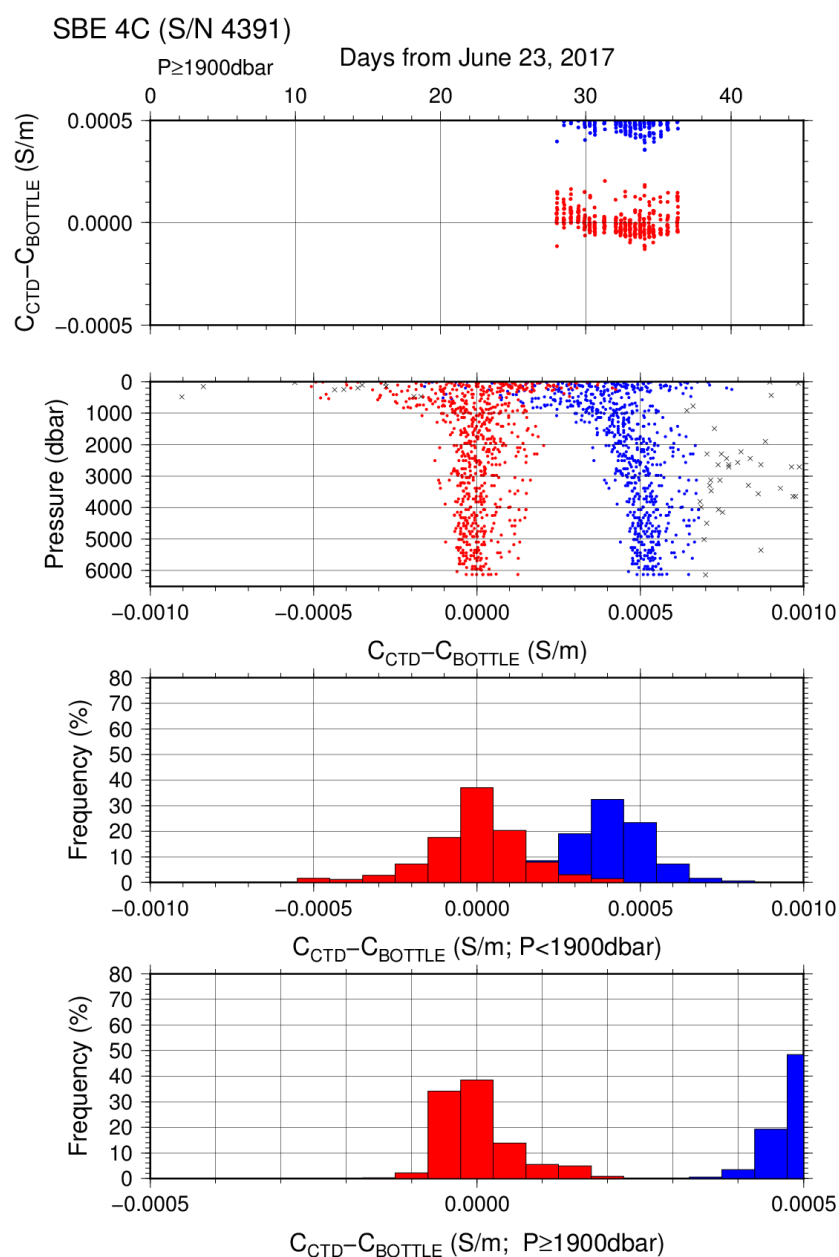 SBE 4C (S/N 4391)
P≥1900dbar
Days from June 23, 2017
0 10 20 30 40
C_CTD−C_BOTTLE (S/m)
0.0005
0.0000
−0.0005
Pressure (dbar)
0
1000
2000
3000
4000
5000
6000
−0.0010 −0.0005 0.0000 0.0005 0.0010
C_CTD−C_BOTTLE (S/m)
Frequency (%)
80
70
60
50
40
30
20
10
0
−0.0010 −0.0005 0.0000 0.0005 0.0010
C_CTD−C_BOTTLE (S/m; P<1900dbar)
Frequency (%)
80
70
60
50
40
30
20
10
0
−0.0005 0.0000 0.0005
C_CTD−C_BOTTLE (S/m; P≥1900dbar)